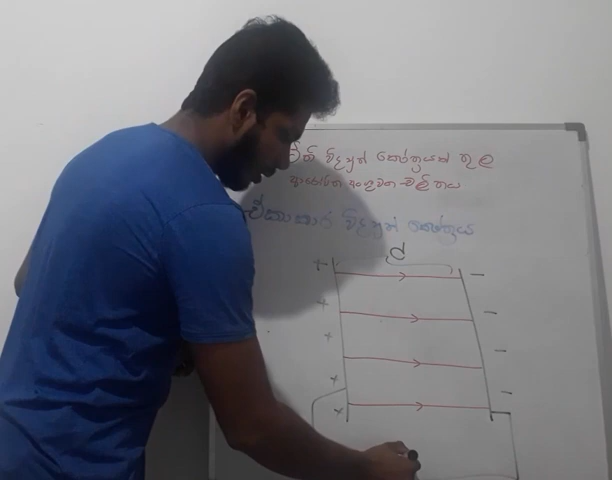 විද්‍යුත් ක්ෂේත්‍රයක් තුල
ආරෝපිත අංශුවක චලිතය
ඒකාකාර විද්‍යුත් ක්ෂේත්‍රය
d
+ −
+ −
+ −
+ −
+